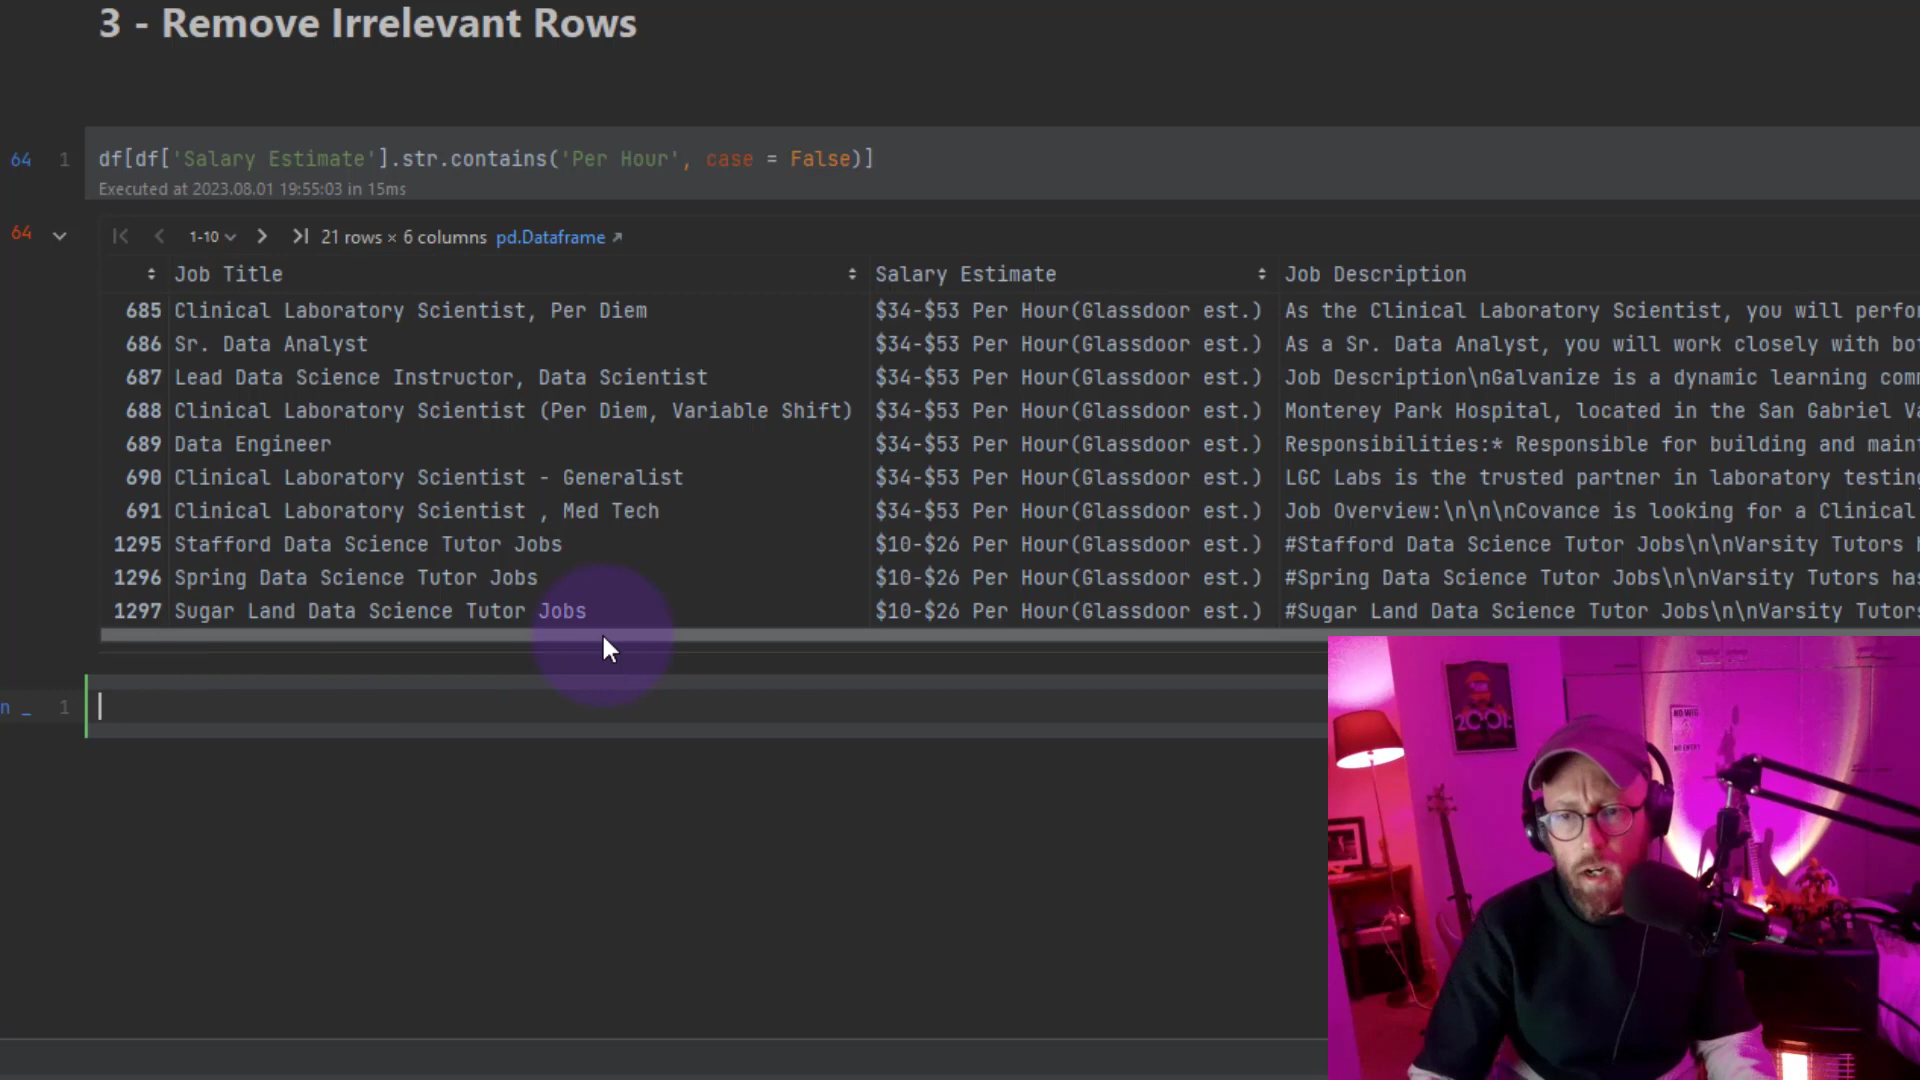 3 - Remove Irrelevant Rows
64 1 df[df['Salary Estimate'].str.contains('Per Hour', case = False)]
Executed at 2023.08.01 19:55:03 in 15ms
64 1-10 21 rows × 6 columns pd.Dataframe
Job Title Salary Estimate Job Description
685 Clinical Laboratory Scientist, Per Diem $34-$53 Per Hour(Glassdoor est.) As the Clinical Laboratory Scientist, you will perfo
686 Sr. Data Analyst $34-$53 Per Hour(Glassdoor est.) As a Sr. Data Analyst, you will work closely with bot
687 Lead Data Science Instructor, Data Scientist $34-$53 Per Hour(Glassdoor est.) Job Description\nGalvanize is a dynamic learning com
688 Clinical Laboratory Scientist (Per Diem, Variable Shift) $34-$53 Per Hour(Glassdoor est.) Monterey Park Hospital, located in the San Gabriel Va
689 Data Engineer $34-$53 Per Hour(Glassdoor est.) Responsibilities:* Responsible for building and main
690 Clinical Laboratory Scientist - Generalist $34-$53 Per Hour(Glassdoor est.) LGC Labs is the trusted partner in laboratory testing
691 Clinical Laboratory Scientist , Med Tech $34-$53 Per Hour(Glassdoor est.) Job Overview:\n\n\nCovance is looking for a Clinical
1295 Stafford Data Science Tutor Jobs $10-$26 Per Hour(Glassdoor est.) #Stafford Data Science Tutor Jobs\n\nVarsity Tutors h
1296 Spring Data Science Tutor Jobs $10-$26 Per Hour(Glassdoor est.) #Spring Data Science Tutor Jobs\n\nVarsity Tutors has
1297 Sugar Land Data Science Tutor Jobs $10-$26 Per Hour(Glassdoor est.) #Sugar Land Data Science Tutor Jobs\n\nVarsity Tutors
n _ 1
2001:
NO ENTRY